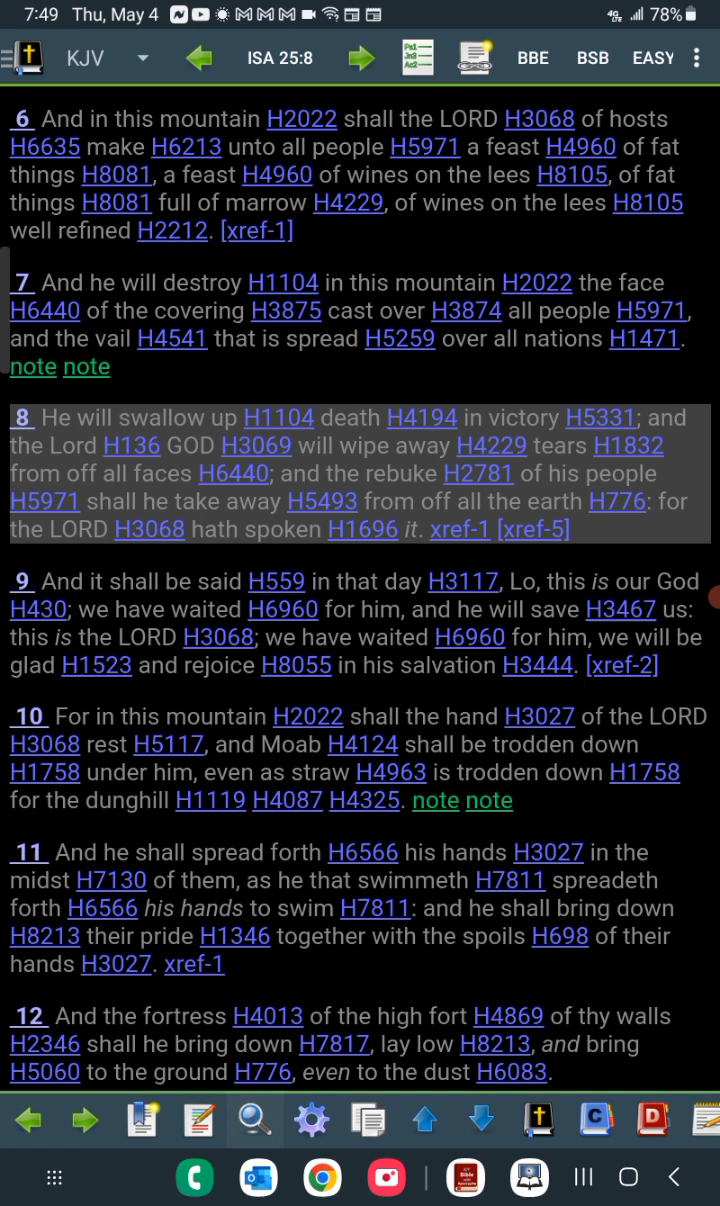 7:49 Thu, May 4 78%
KJV ISA 25:8 BBE BSB EASY
6 And in this mountain H2022 shall the LORD H3068 of hosts
H6635 make H6213 unto all people H5971 a feast H4960 of fat
things H8081, a feast H4960 of wines on the lees H8105, of fat
things H8081 full of marrow H4229, of wines on the lees H8105
well refined H2212. [xref-1]
7 And he will destroy H1104 in this mountain H2022 the face
H6440 of the covering H3875 cast over H3874 all people H5971,
and the vail H4541 that is spread H5259 over all nations H1471.
note note
8 He will swallow up H1104 death H4194 in victory H5331; and
the Lord H136 GOD H3069 will wipe away H4229 tears H1832
from off all faces H6440; and the rebuke H2781 of his people
H5971 shall he take away H5493 from off all the earth H776: for
the LORD H3068 hath spoken H1696 it. xref-1 [xref-5]
9 And it shall be said H559 in that day H3117, Lo, this is our God
H430; we have waited H6960 for him, and he will save H3467 us:
this is the LORD H3068; we have waited H6960 for him, we will be
glad H1523 and rejoice H8055 in his salvation H3444. [xref-2]
10 For in this mountain H2022 shall the hand H3027 of the LORD
H3068 rest H5117, and Moab H4124 shall be trodden down
H1758 under him, even as straw H4963 is trodden down H1758
for the dunghill H1119 H4087 H4325. note note
11 And he shall spread forth H6566 his hands H3027 in the
midst H7130 of them, as he that swimmeth H7811 spreadeth
forth H6566 his hands to swim H7811: and he shall bring down
H8213 their pride H1346 together with the spoils H698 of their
hands H3027. xref-1
12 And the fortress H4013 of the high fort H4869 of thy walls
H2346 shall he bring down H7817, lay low H8213, and bring
H5060 to the ground H776, even to the dust H6083.
C D